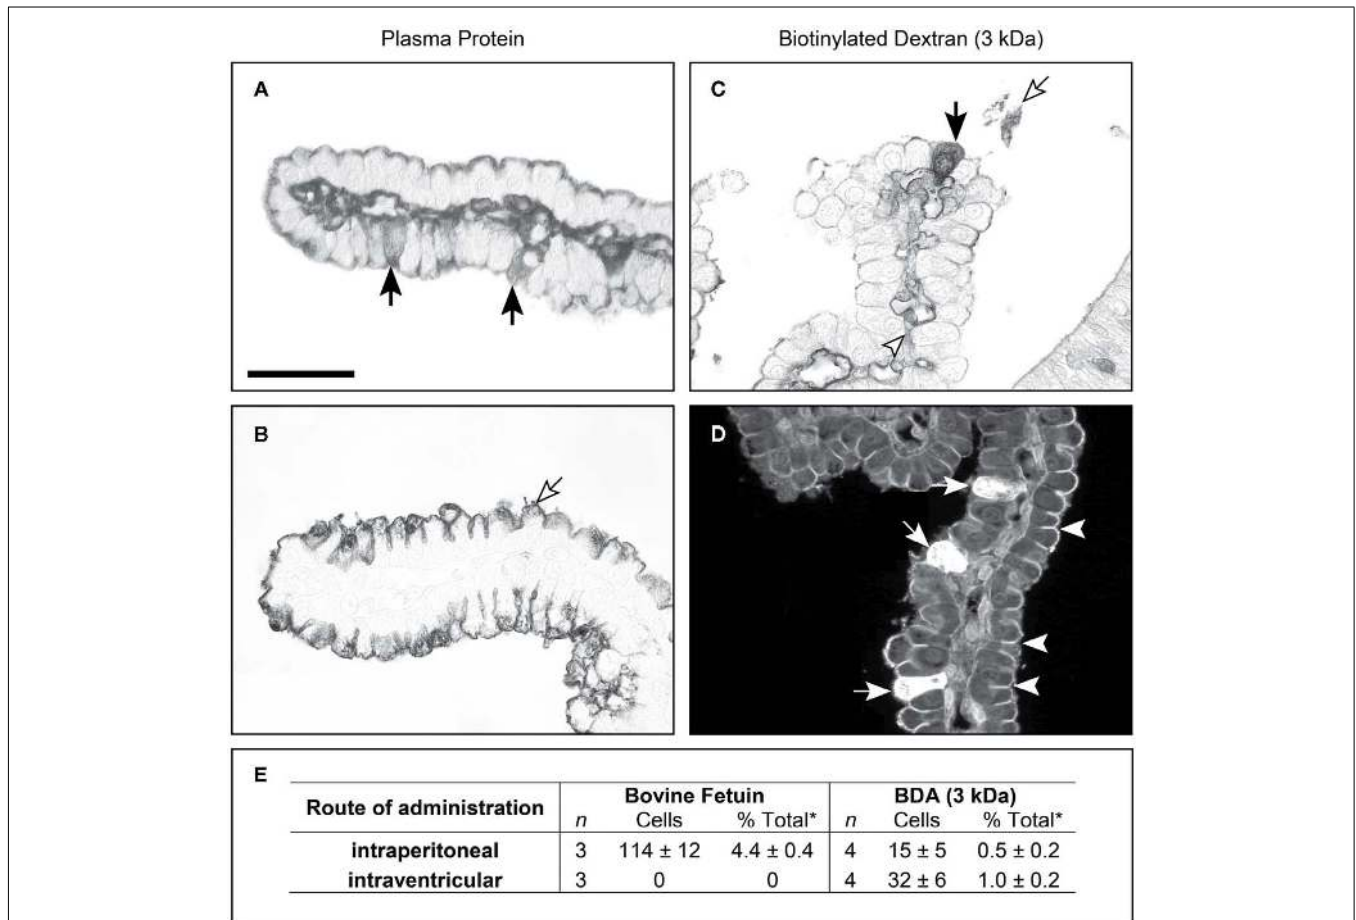 Plasma Protein
Biotinylated Dextran (3 kDa)
A
C
B
D
E
Bovine Fetuin BDA (3 kDa)
Route of administration n Cells % Total* n Cells % Total*
intraperitoneal 3 114 ± 12 4.4 ± 0.4 4 15 ± 5 0.5 ± 0.2
intraventricular 3 0 0 4 32 ± 6 1.0 ± 0.2